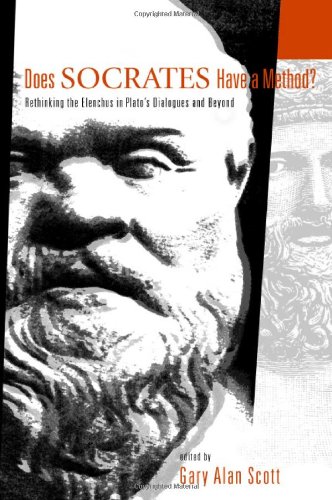 Does SOCRATES Have a Method?
Rethinking the Elenchus in Plato's Dialogues and Beyond
edited by
Gary Alan Scott